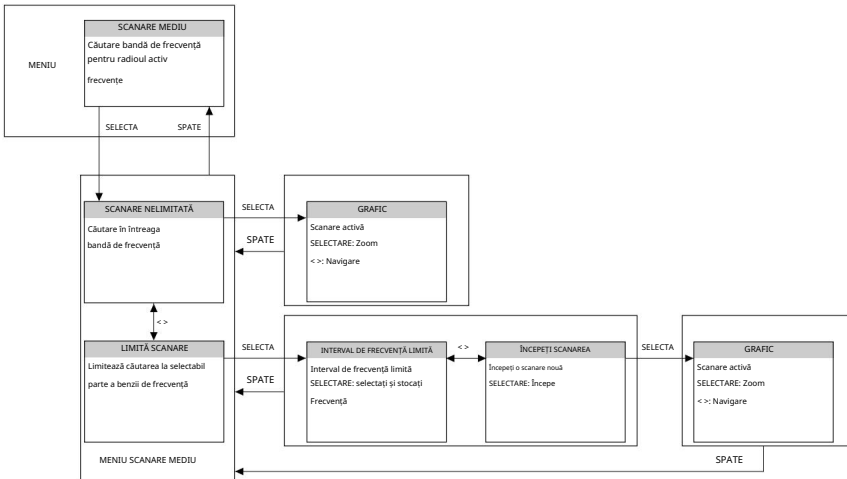 SCANARE MEDIU
Căutare bandă de frecvență
pentru radioul activ
frecvențe
MENIU
SELECTA
SPATE
SCANARE NELIMITATĂ
Căutare în întreaga
bandă de frecvență
SELECTA
SPATE
GRAFIC
Scanare activă
SELECTARE: Zoom
< >: Navigare
< >
LIMITĂ SCANARE
Limitează căutarea la selectabil
parte a benzii de frecvență
MENIU SCANARE MEDIU
SELECTA
SPATE
INTERVAL DE FRECVENȚĂ LIMITĂ
Interval de frecvență limită
SELECTARE: selectați și stocați
Frecvență
< >
ÎNCEPEȚI SCANAREA
Începeți o scanare nouă
SELECTARE: Începe
SELECTA
GRAFIC
Scanare activă
SELECTARE: Zoom
< >: Navigare
SPATE